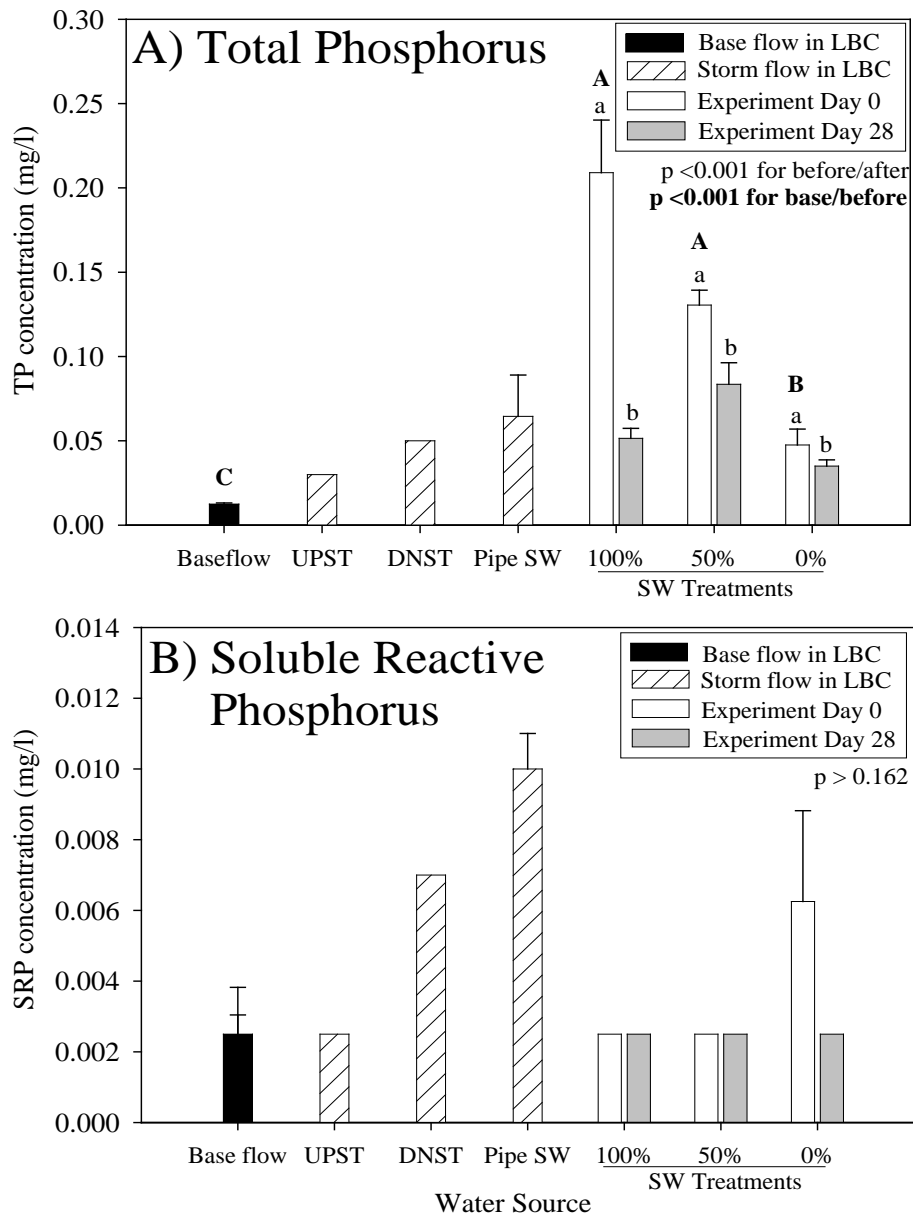 A) Total Phosphorus
Base flow in LBC
Storm flow in LBC
Experiment Day 0
Experiment Day 28
p <0.001 for before/after
p <0.001 for base/before
TP concentration (mg/l)
0.30
0.25
0.20
0.15
0.10
0.05
0.00
C
A
a
b
A
a
b
B
a
b
Baseflow UPST DNST Pipe SW 100% 50% 0%
SW Treatments
B) Soluble Reactive
Phosphorus
Base flow in LBC
Storm flow in LBC
Experiment Day 0
Experiment Day 28
p > 0.162
SRP concentration (mg/l)
0.014
0.012
0.010
0.008
0.006
0.004
0.002
0.000
Base flow UPST DNST Pipe SW 100% 50% 0%
SW Treatments
Water Source